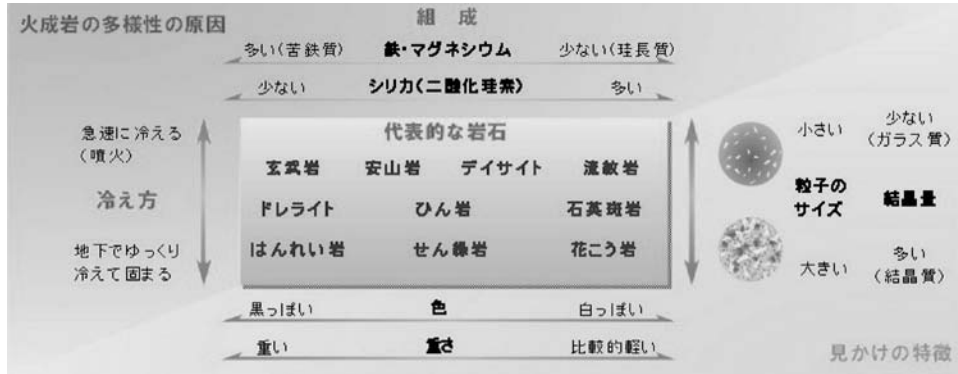 火成岩の多様性の原因
組 成
多い(苦鉄質) 鉄・マグネシウム 少ない(珪長質)
少ない シリカ(二酸化珪素) 多い
代表的な岩石
急速に冷える
(噴火)
冷え方
地下でゆっくり
冷えて固まる
玄武岩 安山岩 デイサイト 流紋岩
ドレライト ひん岩 石英斑岩
はんれい岩 せん緑岩 花こう岩
小さい 少ない
(ガラス質)
粒子の
サイズ
結晶量
大きい 多い
(結晶質)
黒っぽい 色 白っぽい
重い 重さ 比較的軽い
見かけの特徴